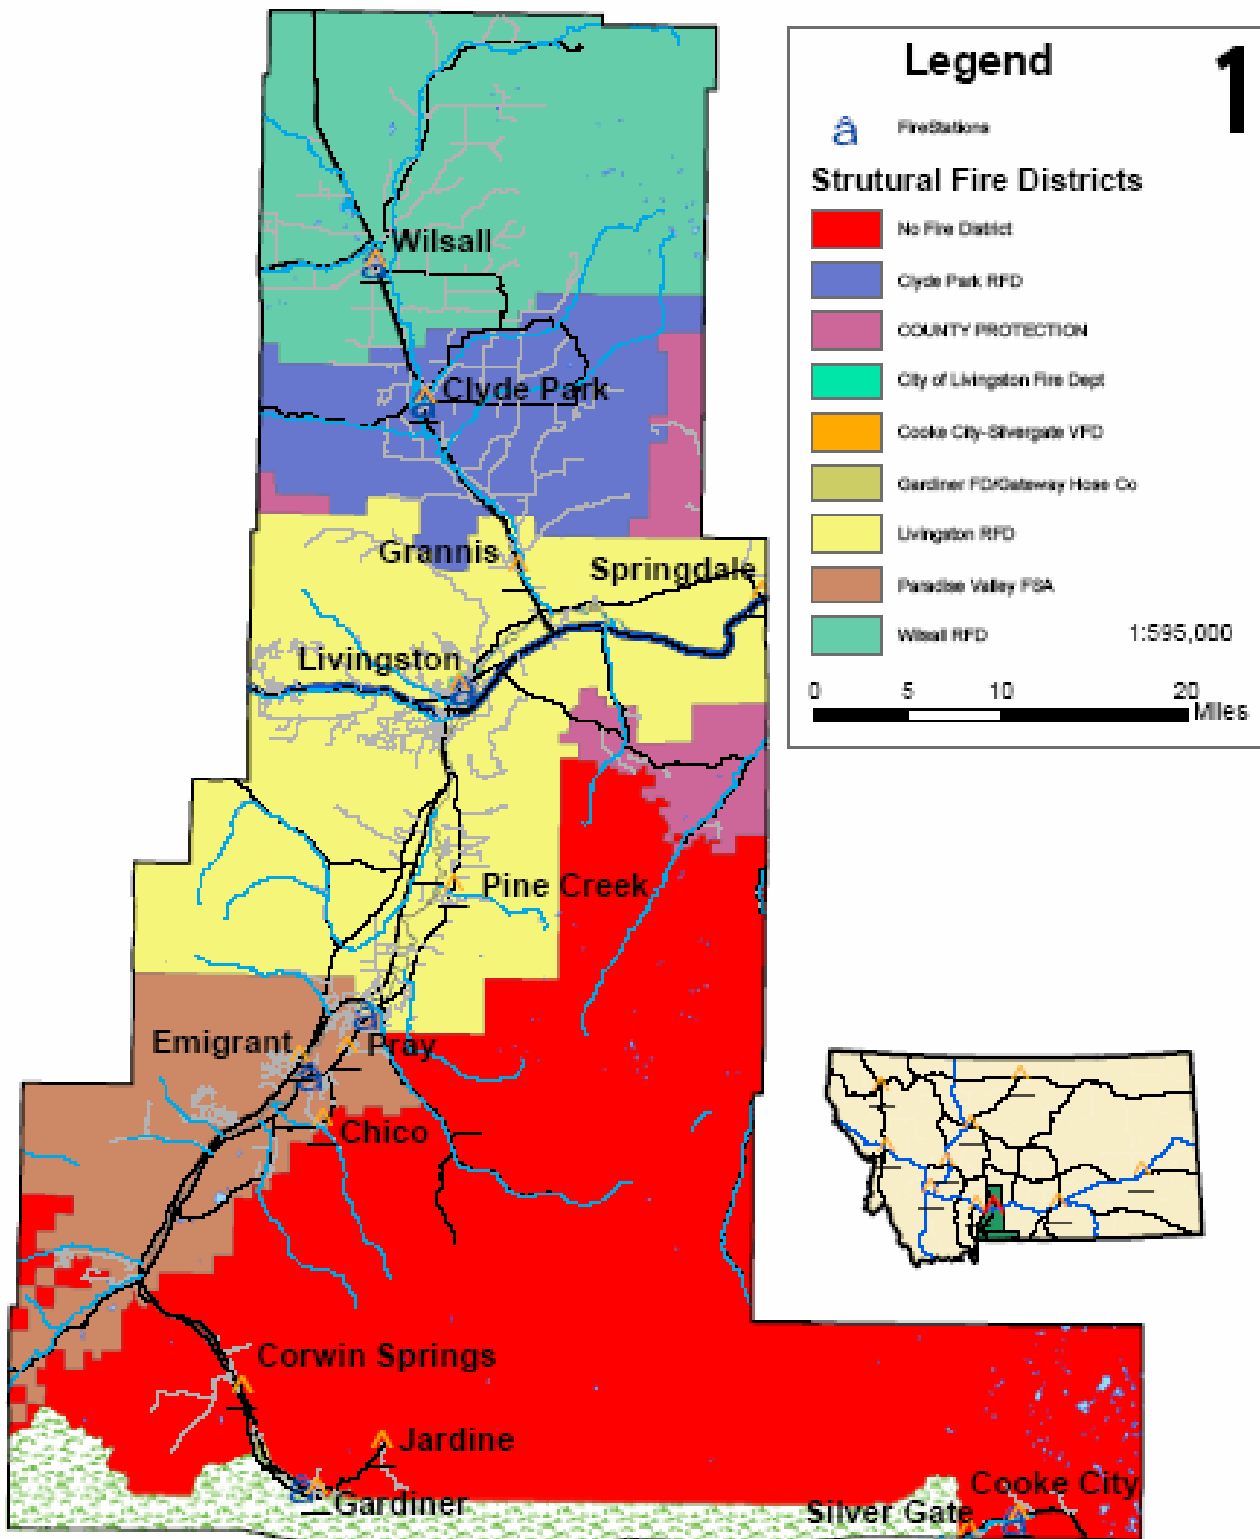 Legend
1
â FireStations
Strutural Fire Districts
No Fire District
Clyde Park RFD
COUNTY PROTECTION
City of Livingston Fire Dept
Cooke City-Silvergate VFD
Gardiner FD/Gateway Hose Co
Livingston RFD
Paradise Valley FSA
Wilsall RFD
1:595,000
0 5 10 20
Miles
Wilsall
Clyde Park
Grannis
Springdale
Livingston
Pine Creek
Emigrant
Pray
Chico
Corwin Springs
Jardine
Gardiner
Cooke City
Silver Gate